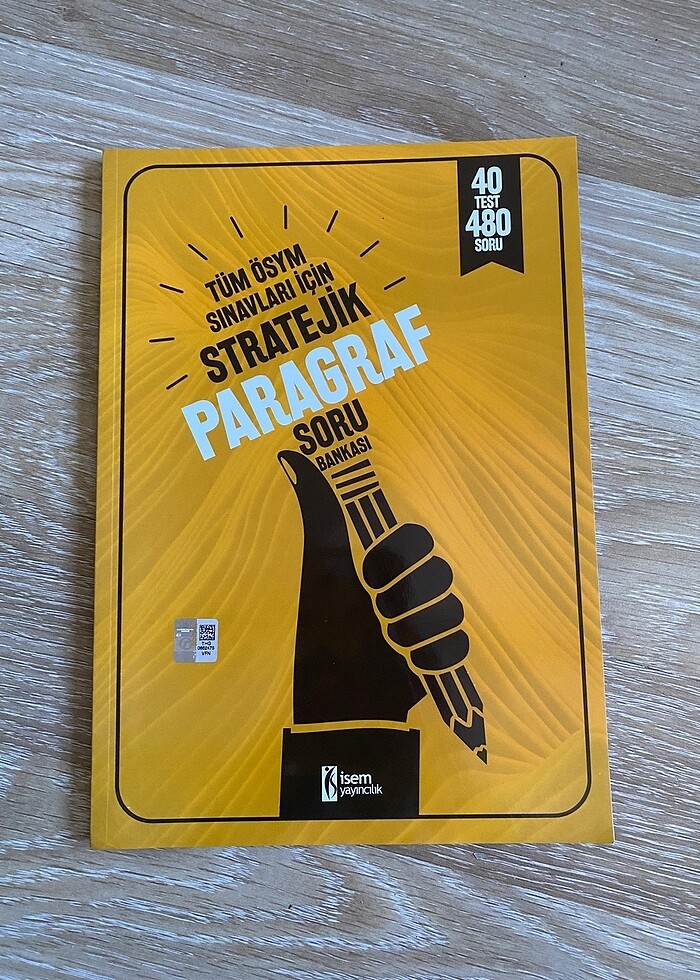 40
TEST
480
SORU
TÜM ÖSYM
SINAVLARI İÇİN
STRATEJİK
PARAGRAF
SORU
BANKASI
isem
yayıncılık